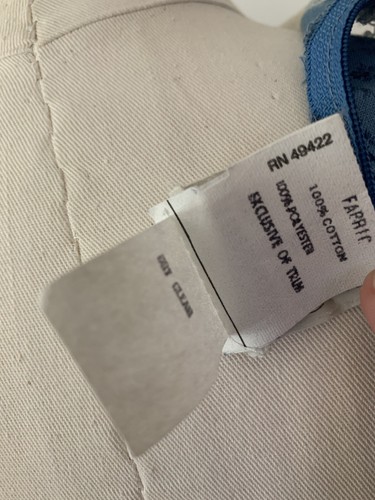 RN 49422
FABRIC
100% COTTON
100% POLYESTER
EXCLUSIVE OF TRIM